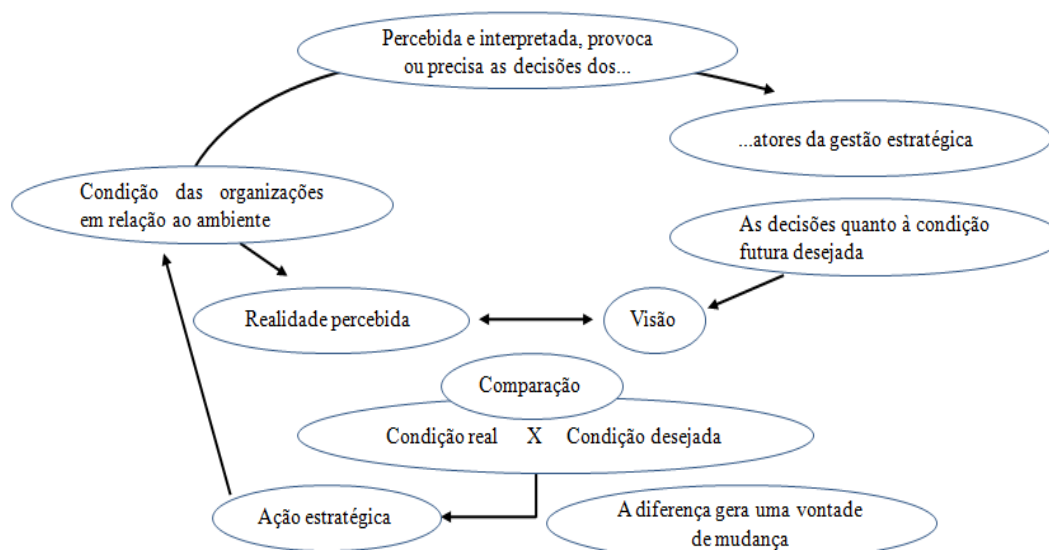 Percebida e interpretada, provoca
ou precisa as decisões dos...
...atores da gestão estratégica
Condição das organizações
em relação ao ambiente
As decisões quanto à condição
futura desejada
Realidade percebida
Visão
Comparação
Condição real X Condição desejada
Ação estratégica
A diferença gera uma vontade
de mudança